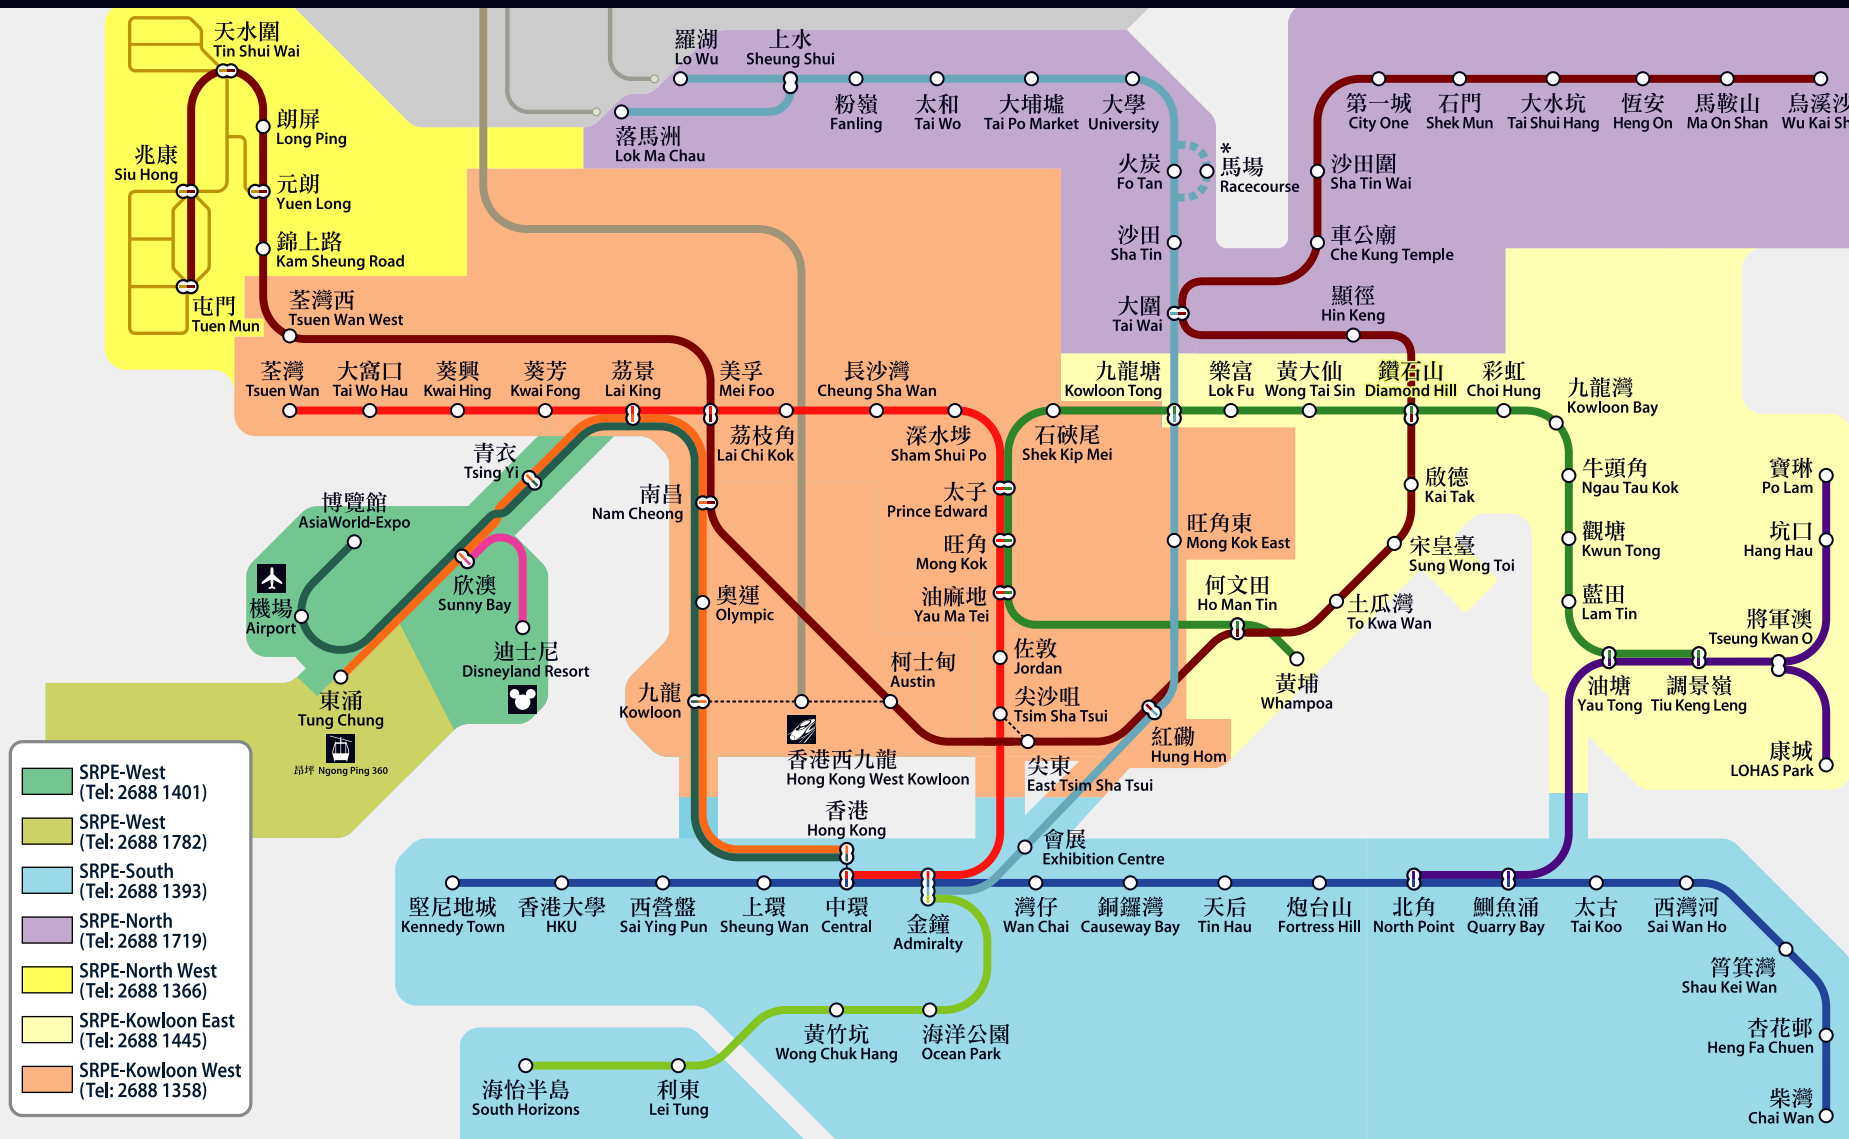 天水圍
Tin Shui Wai
朗屏
Long Ping
兆康
Siu Hong
元朗
Yuen Long
錦上路
Kam Sheung Road
屯門
Tuen Mun
荃灣西
Tsuen Wan West
羅湖
Lo Wu
上水
Sheung Shui
落馬洲
Lok Ma Chau
粉嶺
Fanling
太和
Tai Wo
大埔墟
Tai Po Market
大學
University
火炭
Fo Tan
*
馬場
Racecourse
沙田
Sha Tin
大圍
Tai Wai
第一城
City One
石門
Shek Mun
大水坑
Tai Shui Hang
恆安
Heng On
馬鞍山
Ma On Shan
烏溪沙
Wu Kai Sh
沙田圍
Sha Tin Wai
車公廟
Che Kung Temple
顯徑
Hin Keng
荃灣
Tsuen Wan
大窩口
Tai Wo Hau
葵興
Kwai Hing
葵芳
Kwai Fong
荔景
Lai King
美孚
Mei Foo
長沙灣
Cheung Sha Wan
荔枝角
Lai Chi Kok
深水埗
Sham Shui Po
石硤尾
Shek Kip Mei
九龍塘
Kowloon Tong
樂富
Lok Fu
黃大仙
Wong Tai Sin
鑽石山
Diamond Hill
彩虹
Choi Hung
九龍灣
Kowloon Bay
牛頭角
Ngau Tau Kok
觀塘
Kwun Tong
藍田
Lam Tin
寶琳
Po Lam
坑口
Hang Hau
將軍澳
Tseung Kwan O
油塘
Yau Tong
調景嶺
Tiu Keng Leng
康城
LOHAS Park
啟德
Kai Tak
宋皇臺
Sung Wong Toi
土瓜灣
To Kwa Wan
何文田
Ho Man Tin
黃埔
Whampoa
旺角東
Mong Kok East
紅磡
Hung Hom
太子
Prince Edward
旺角
Mong Kok
油麻地
Yau Ma Tei
佐敦
Jordan
尖沙咀
Tsim Sha Tsui
尖東
East Tsim Sha Tsui
柯士甸
Austin
南昌
Nam Cheong
奧運
Olympic
九龍
Kowloon
香港西九龍
Hong Kong West Kowloon
青衣
Tsing Yi
博覽館
AsiaWorld-Expo
機場
Airport
欣澳
Sunny Bay
迪士尼
Disneyland Resort
東涌
Tung Chung
昂坪 Ngong Ping 360
香港
Hong Kong
會展
Exhibition Centre
堅尼地城
Kennedy Town
香港大學
HKU
西營盤
Sai Ying Pun
上環
Sheung Wan
中環
Central
金鐘
Admiralty
灣仔
Wan Chai
銅鑼灣
Causeway Bay
天后
Tin Hau
炮台山
Fortress Hill
北角
North Point
鰂魚涌
Quarry Bay
太古
Tai Koo
西灣河
Sai Wan Ho
筲箕灣
Shau Kei Wan
杏花邨
Heng Fa Chuen
柴灣
Chai Wan
黃竹坑
Wong Chuk Hang
海洋公園
Ocean Park
海怡半島
South Horizons
利東
Lei Tung
SRPE-West
(Tel: 2688 1401)
SRPE-West
(Tel: 2688 1782)
SRPE-South
(Tel: 2688 1393)
SRPE-North
(Tel: 2688 1719)
SRPE-North West
(Tel: 2688 1366)
SRPE-Kowloon East
(Tel: 2688 1445)
SRPE-Kowloon West
(Tel: 2688 1358)